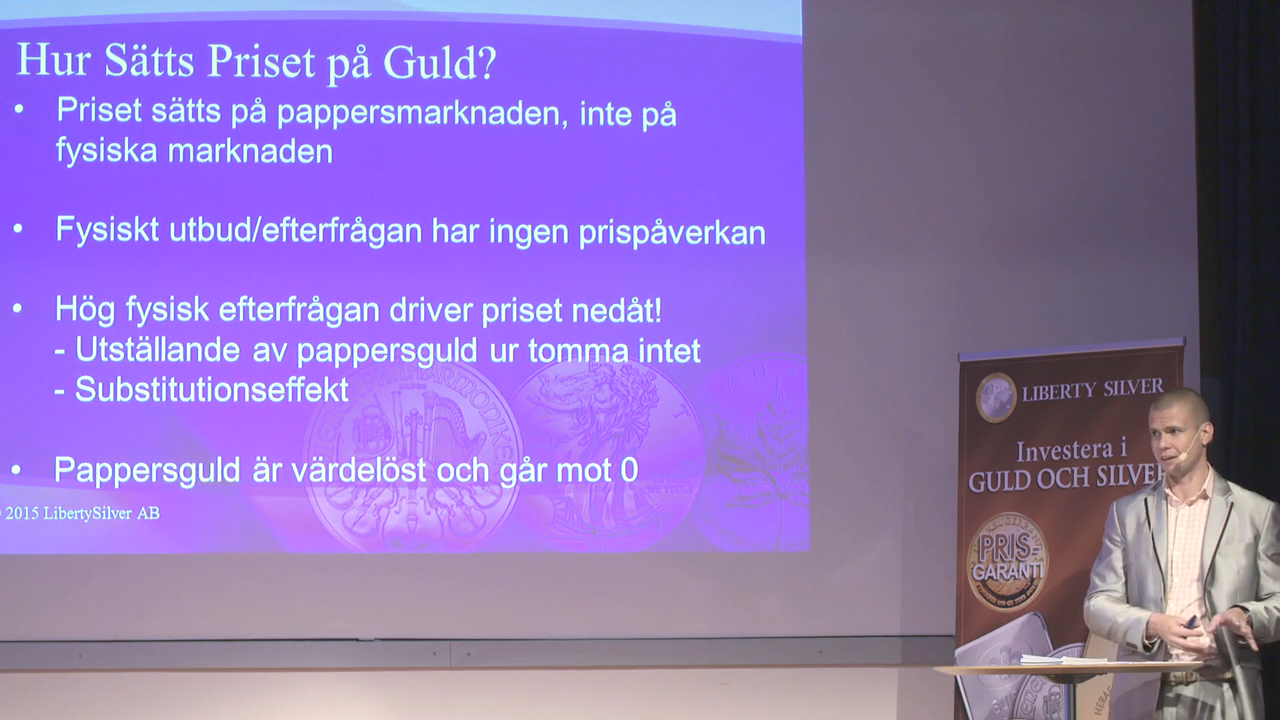 Hur Sätts Priset på Guld?
• Priset sätts på pappersmarknaden, inte på
fysiska marknaden
• Fysiskt utbud/efterfrågan har ingen prispåverkan
• Hög fysisk efterfrågan driver priset nedåt!
- Utställande av pappersguld ur tomma intet
- Substitutionseffekt
• Pappersguld är värdelöst och går mot 0
2015 LibertySilver AB
LIBERTY SILVER
Investera i
GULD OCH SILVER
PRIS-
GARANTI